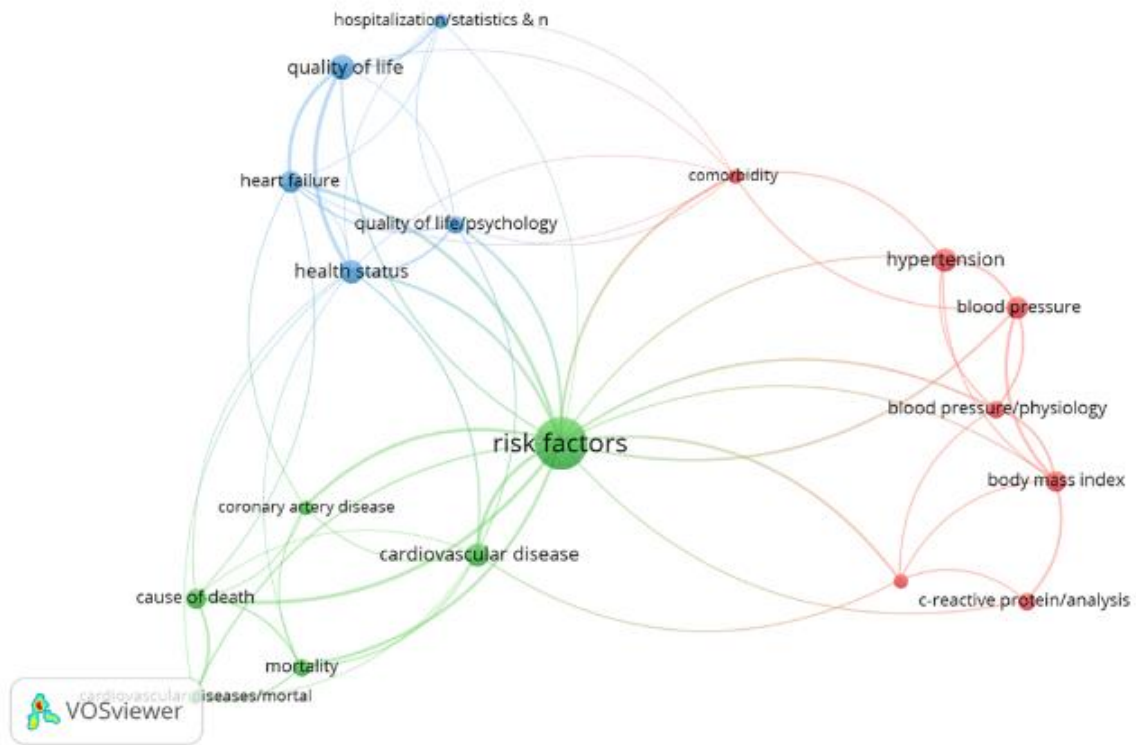 hospitalization/statistics & n
quality of life
comorbidity
heart failure
quality of life/psychology
hypertension
health status
blood pressure
blood pressure/physiology
risk factors
body mass index
coronary artery disease
cardiovascular disease
cause of death
c-reactive protein/analysis
mortality
cardiovascular diseases/mortal
VOSviewer